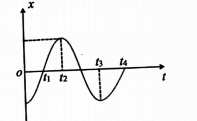 x
O
t₁ t₂ t₃ t₄
t